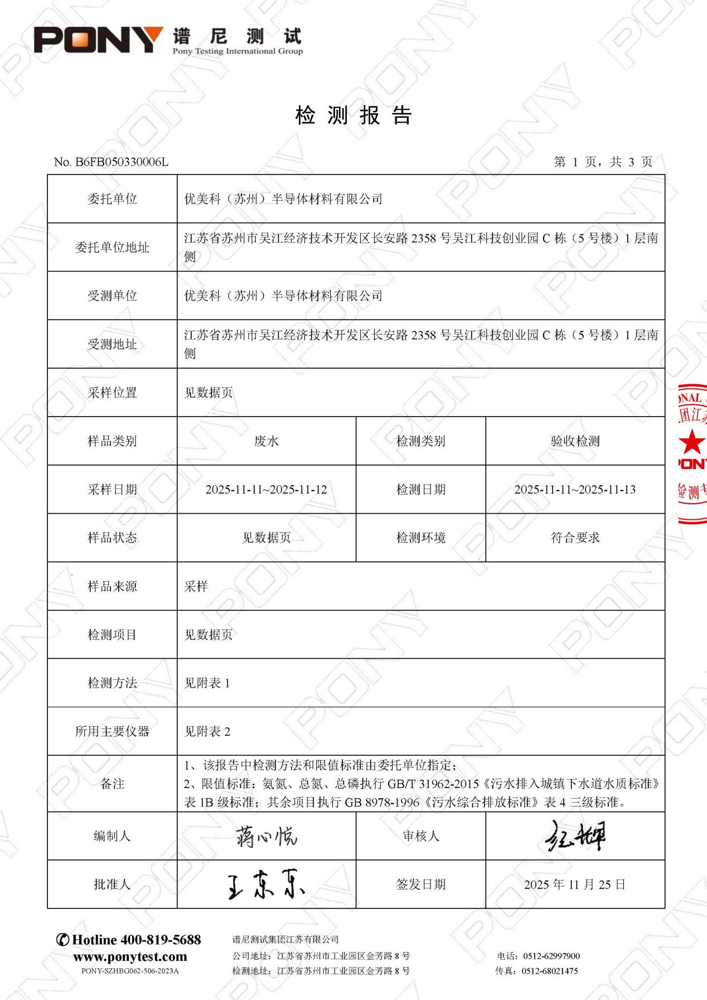 PONY 谱尼测试
Pony Testing International Group
检测报告
No. B6FB050330006L 第 1 页，共 3 页
委托单位 优美科（苏州）半导体材料有限公司
委托单位地址 江苏省苏州市吴江经济技术开发区长安路 2358 号吴江科技创业园 C 栋（5 号楼）1 层南
侧
受测单位 优美科（苏州）半导体材料有限公司
受测地址 江苏省苏州市吴江经济技术开发区长安路 2358 号吴江科技创业园 C 栋（5 号楼）1 层南
侧
采样位置 见数据页
样品类别 废水 检测类别 验收检测
采样日期 2025-11-11~2025-11-12 检测日期 2025-11-11~2025-11-13
样品状态 见数据页 检测环境 符合要求
样品来源 采样
检测项目 见数据页
检测方法 见附表 1
所用主要仪器 见附表 2
备注 1、该报告中检测方法和限值标准由委托单位指定；
2、限值标准：氨氮、总氮、总磷执行 GB/T 31962-2015《污水排入城镇下水道水质标准》
表 1B 级标准；其余项目执行 GB 8978-1996《污水综合排放标准》表 4 三级标准。
编制人 蒋心悦 审核人
批准人 王东东 签发日期 2025 年 11 月 25 日
ONAL
团江苏
PONY
检测专
Hotline 400-819-5688
www.ponytest.com
PONY-SZHBG062-506-2023A
谱尼测试集团江苏有限公司
公司地址：江苏省苏州市工业园区金芳路 8 号 电话：0512-62997900
检测地址：江苏省苏州市工业园区金芳路 8 号 传真：0512-68021475